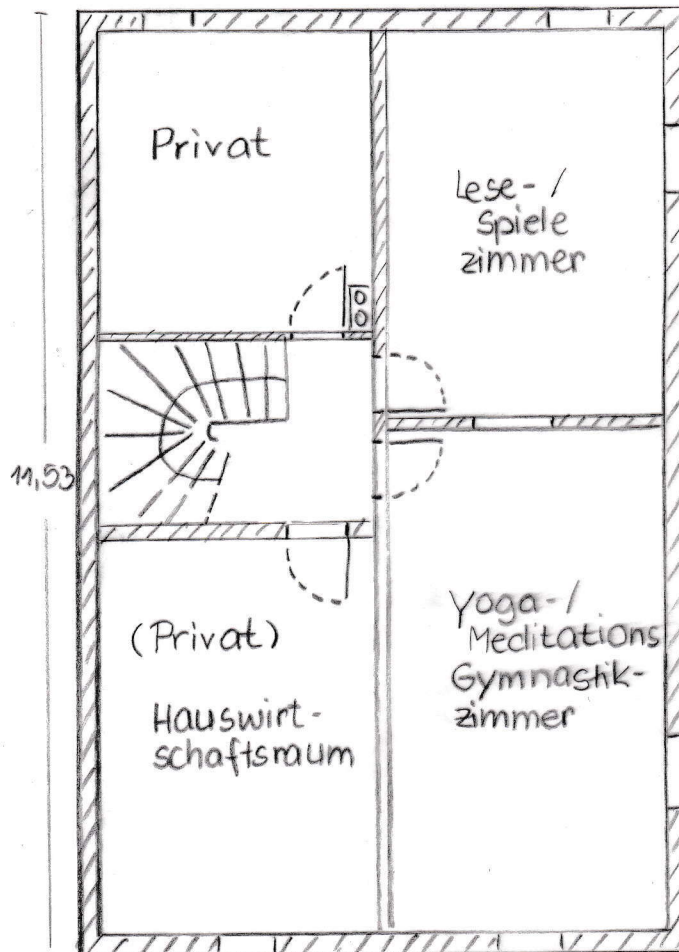 Privat
Lese- /
Spiele
zimmer
11,53
(Privat)
Hauswirt-
schaftsraum
Yoga- /
Meditations
Gymnastik-
zimmer